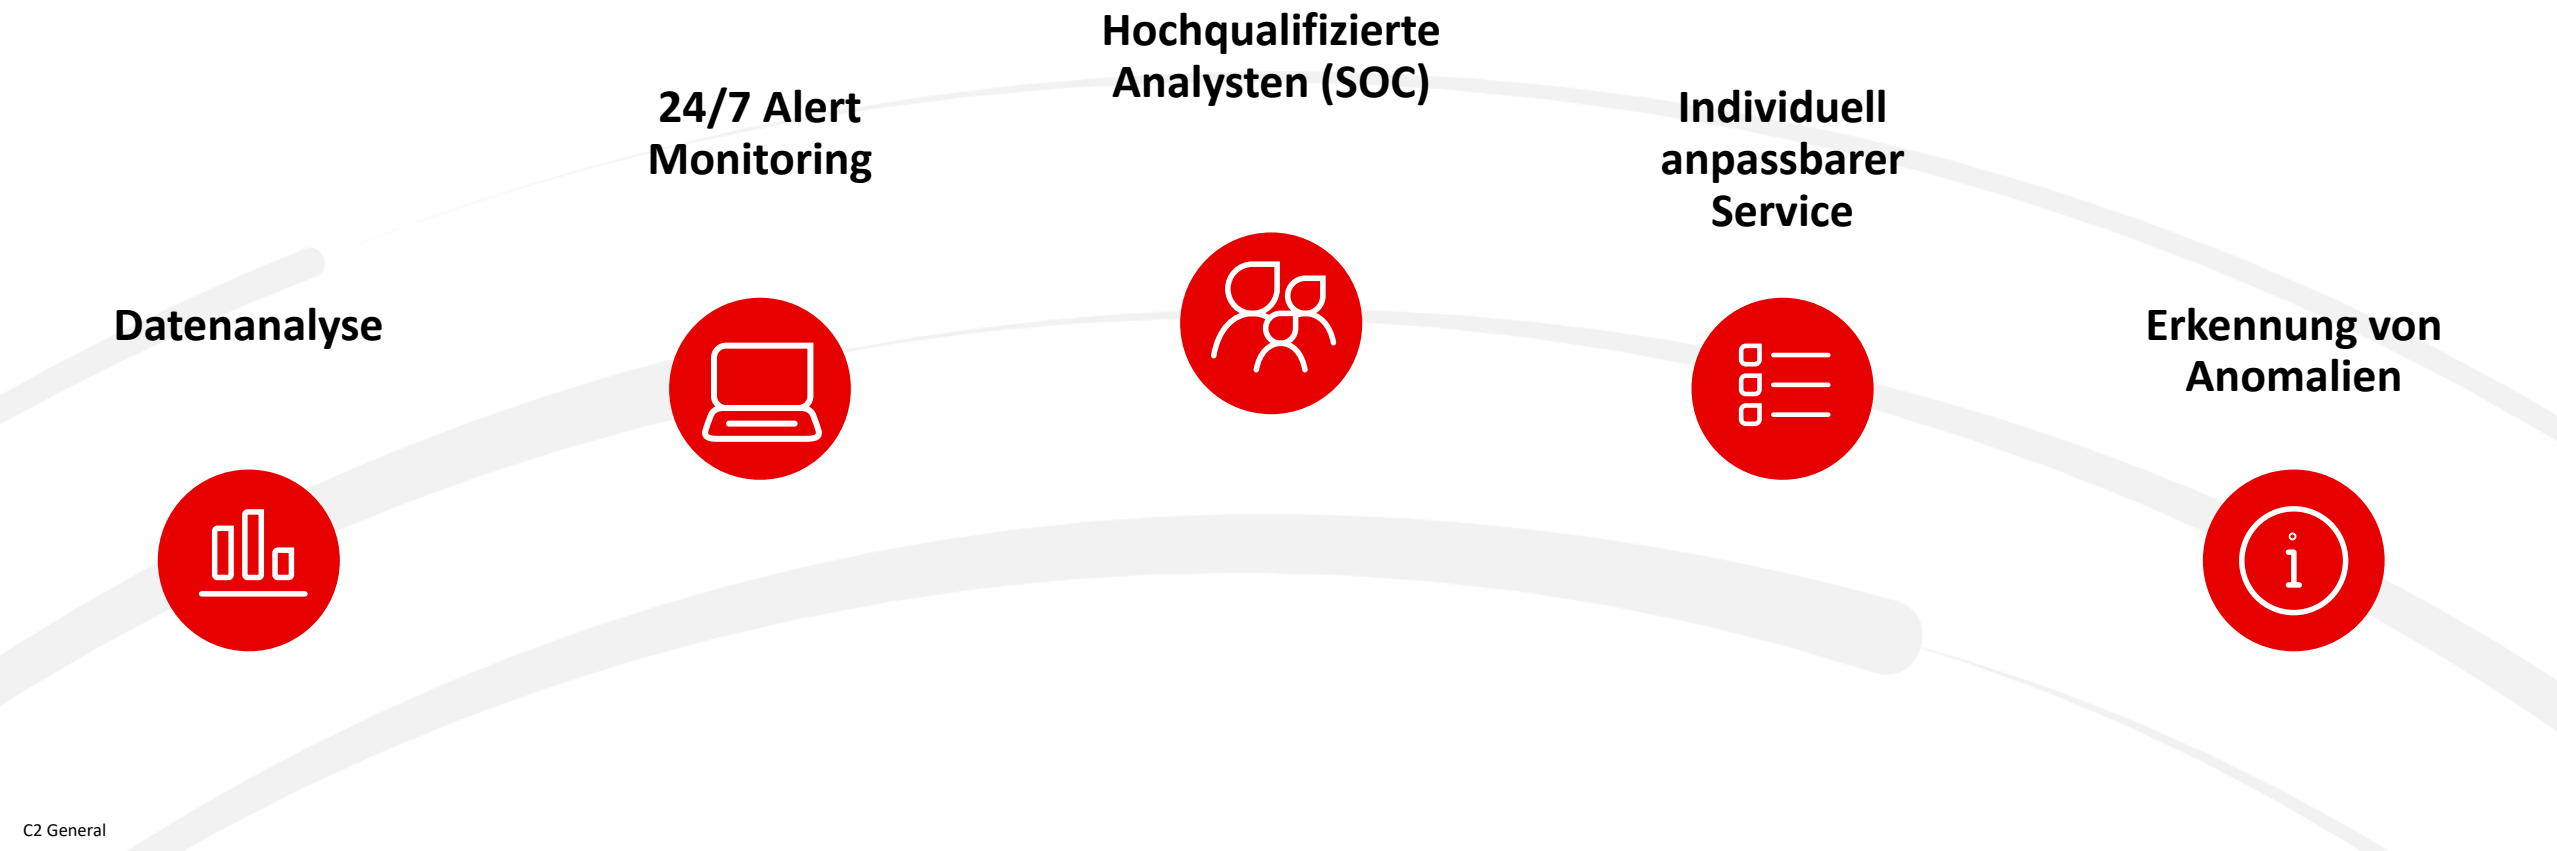 Datenanalyse
24/7 Alert
Monitoring
Hochqualifizierte
Analysten (SOC)
Individuell
anpassbarer
Service
Erkennung von
Anomalien
C2 General